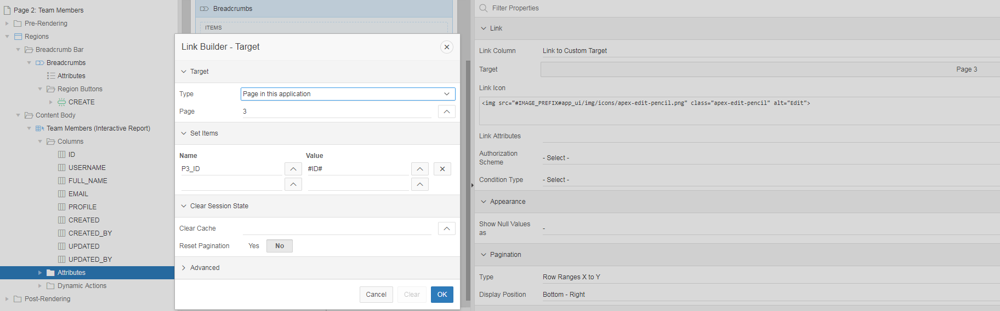 Page 2: Team Members
Pre-Rendering
Regions
Breadcrumb Bar
Breadcrumbs
Attributes
Region Buttons
CREATE
Content Body
Team Members (Interactive Report)
Columns
ID
USERNAME
FULL_NAME
EMAIL
PROFILE
CREATED
CREATED_BY
UPDATED
UPDATED_BY
Attributes
Dynamic Actions
Post-Rendering
Breadcrumbs
ITEMS
Link Builder - Target
Target
Type Page in this application
Page 3
Set Items
Name Value
P3_ID #ID#
Clear Session State
Clear Cache
Reset Pagination Yes No
Advanced
Cancel Clear OK
Filter Properties
Link
Link Column Link to Custom Target
Target Page 3
Link Icon
<img src="#IMAGE_PREFIX#app_ui/img/icons/apex-edit-pencil.png" class="apex-edit-pencil" alt="Edit">
Link Attributes
Authorization
Scheme - Select -
Condition Type - Select -
Appearance
Show Null Values
as -
Pagination
Type Row Ranges X to Y
Display Position Bottom - Right